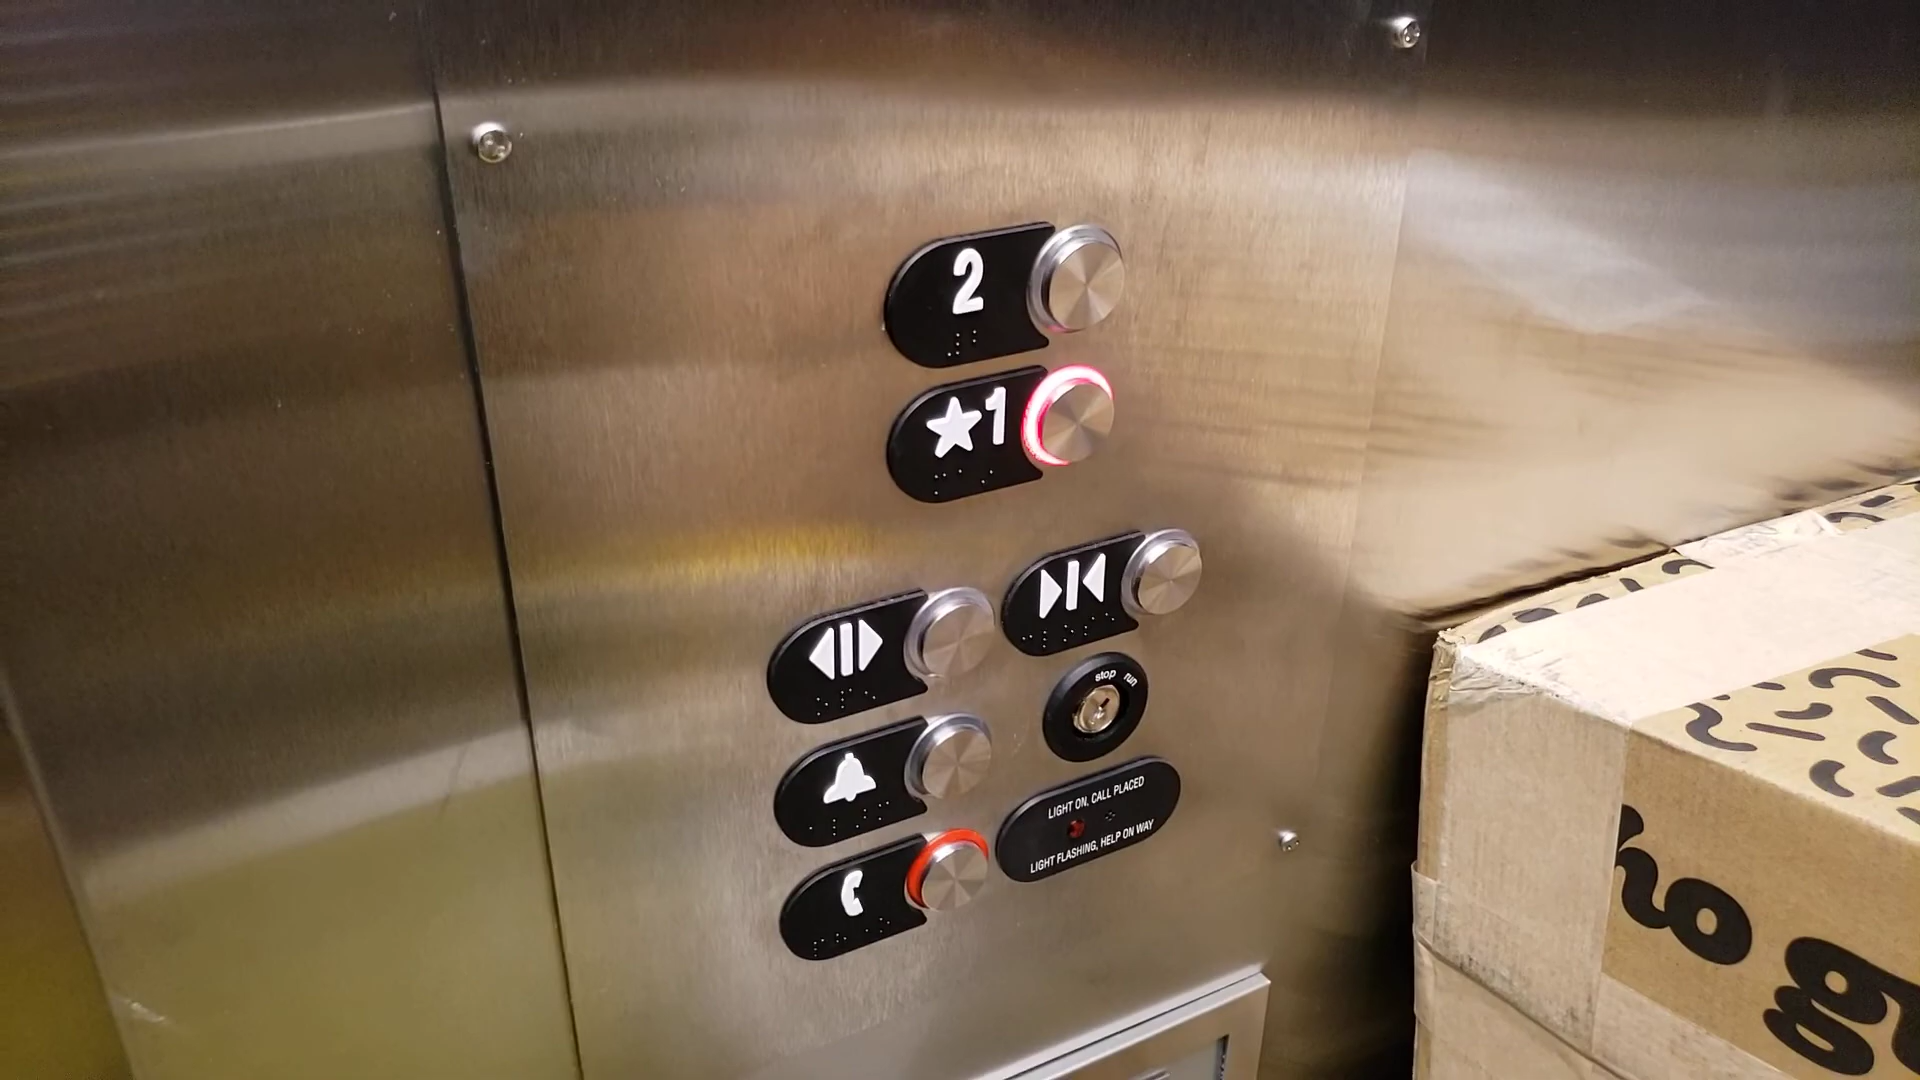 2
★1
stop run
LIGHT ON, CALL PLACED
LIGHT FLASHING, HELP ON WAY